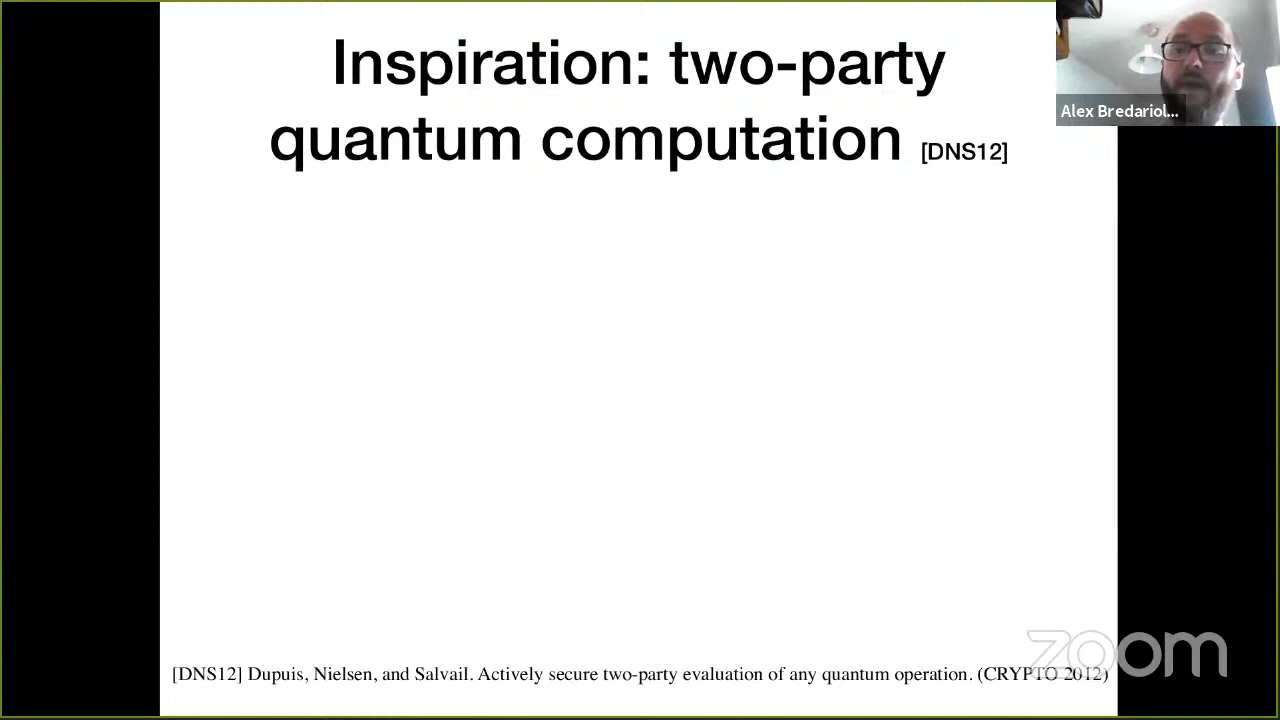 Inspiration: two-party
quantum computation [DNS12]
Alex Bredariol...
[DNS12] Dupuis, Nielsen, and Salvail. Actively secure two-party evaluation of any quantum operation. (CRYPTO 2012)
zoom